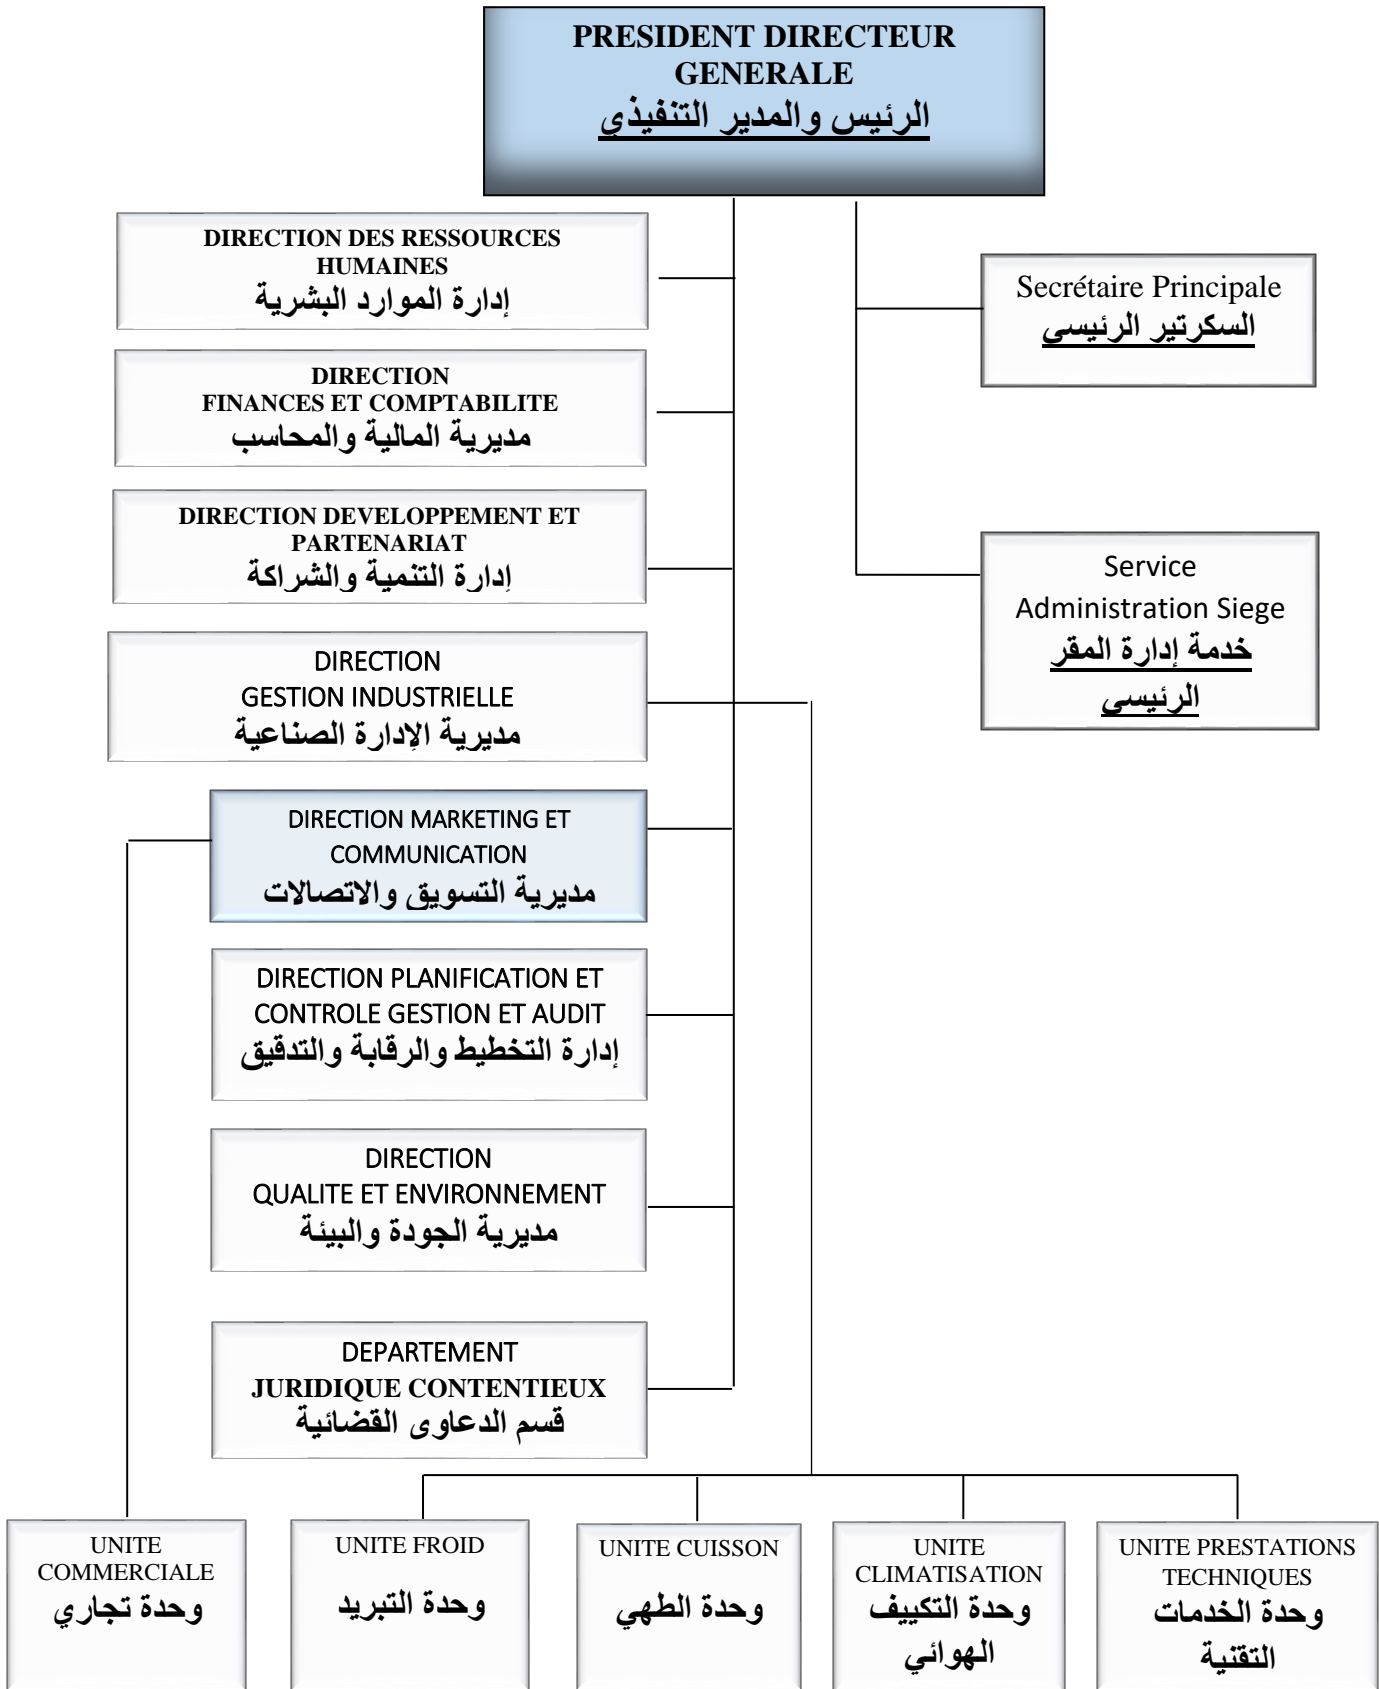 PRESIDENT DIRECTEUR
GENERALE
الرئيس والمدير التنفيذي
DIRECTION DES RESSOURCES
HUMAINES
إدارة الموارد البشرية
Secrétaire Principale
السكرتير الرئيسي
DIRECTION
FINANCES ET COMPTABILITE
مديرية المالية والمحاسب
DIRECTION DEVELOPPEMENT ET
PARTENARIAT
إدارة التنمية والشراكة
Service
Administration Siege
خدمة إدارة المقر
الرئيسي
DIRECTION
GESTION INDUSTRIELLE
مديرية الإدارة الصناعية
DIRECTION MARKETING ET
COMMUNICATION
مديرية التسويق والاتصالات
DIRECTION PLANIFICATION ET
CONTROLE GESTION ET AUDIT
إدارة التخطيط والرقابة والتدقيق
DIRECTION
QUALITE ET ENVIRONNEMENT
مديرية الجودة والبيئة
DEPARTEMENT
JURIDIQUE CONTENTIEUX
قسم الدعاوى القضائية
UNITE
COMMERCIALE
وحدة تجاري
UNITE FROID
وحدة التبريد
UNITE CUISSON
وحدة الطهي
UNITE
CLIMATISATION
وحدة التكييف
الهوائي
UNITE PRESTATIONS
TECHNIQUES
وحدة الخدمات
التقنية